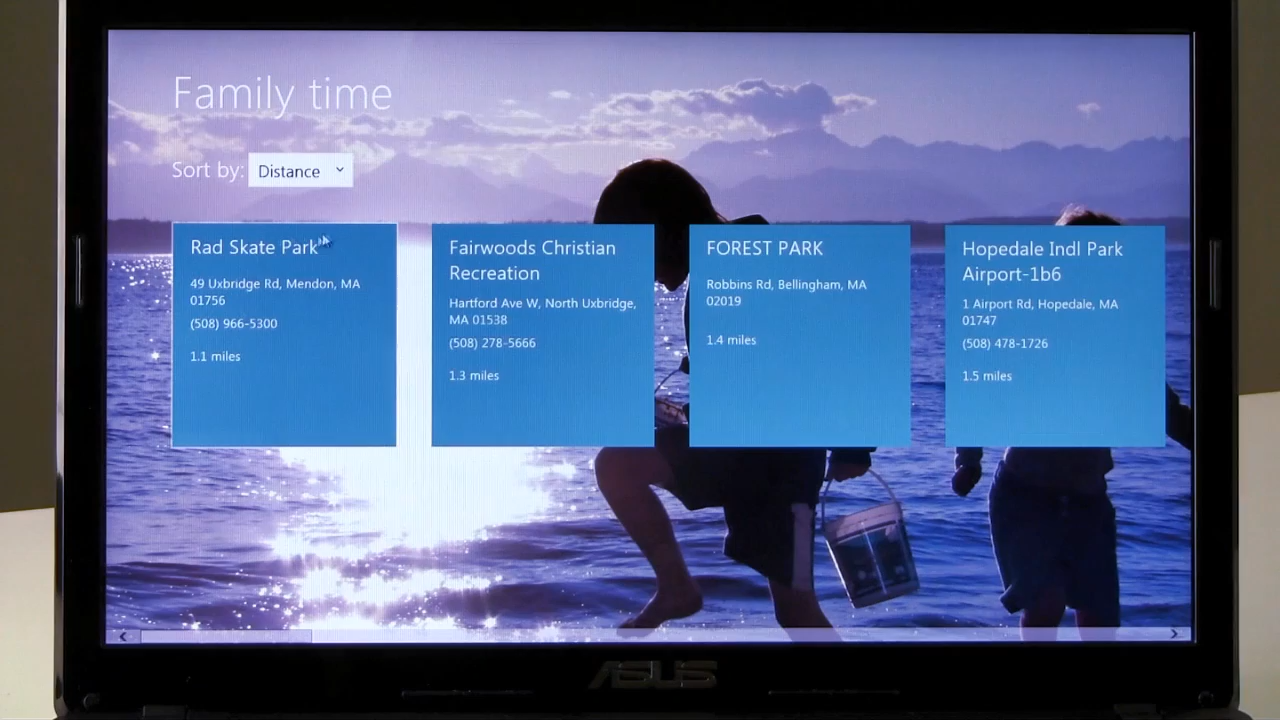 Family time
Sort by: Distance
Rad Skate Park
49 Uxbridge Rd, Mendon, MA
01756
(508) 966-5300
1.1 miles
Fairwoods Christian
Recreation
Hartford Ave W, North Uxbridge,
MA 01538
(508) 278-5666
1.3 miles
FOREST PARK
Robbins Rd, Bellingham, MA
02019
1.4 miles
Hopedale Indl Park
Airport-1b6
1 Airport Rd, Hopedale, MA
01747
(508) 478-1726
1.5 miles
ASUS